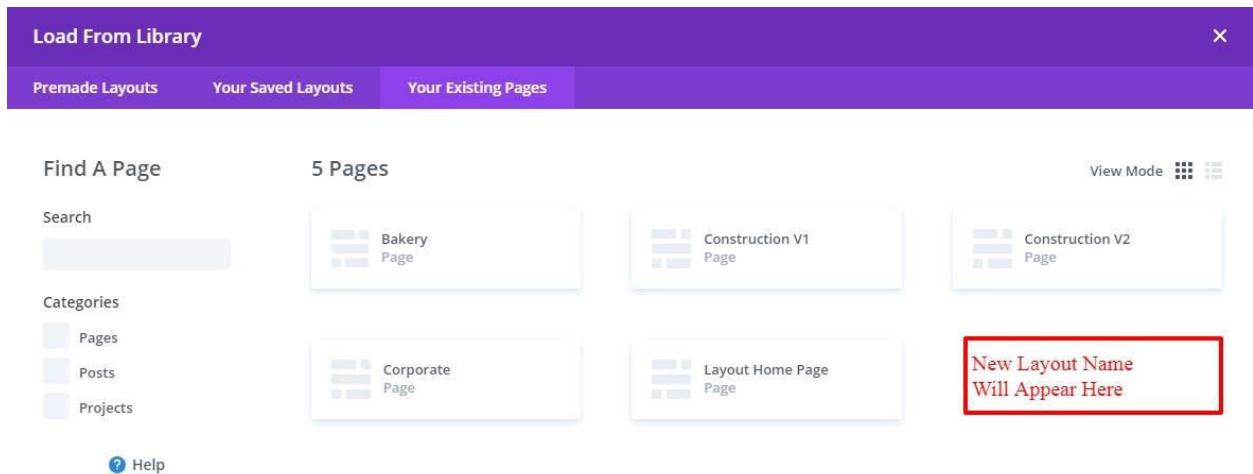 Load From Library
Premade Layouts Your Saved Layouts Your Existing Pages
Find A Page
5 Pages
View Mode
Search
Bakery
Page
Construction V1
Page
Construction V2
Page
Categories
Pages
Posts
Projects
Corporate
Page
Layout Home Page
Page
New Layout Name
Will Appear Here
? Help